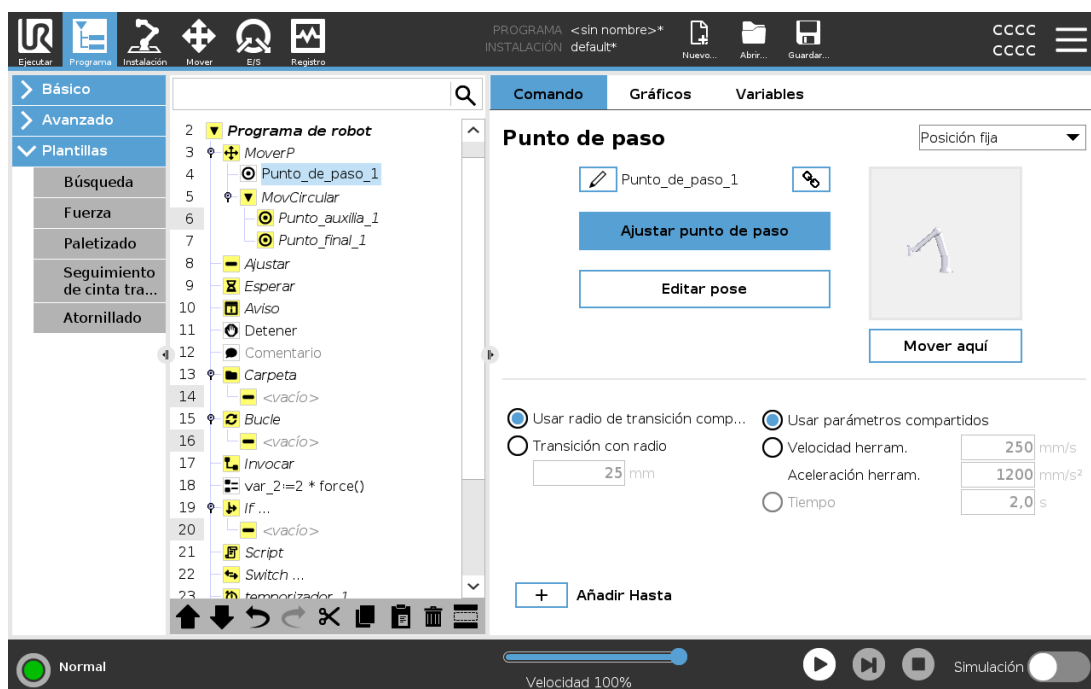 PROGRAMA <sin nombre>*
INSTALACIÓN default*
UR
Ejecutar
Programa
Instalación
Mover
E/S
Registro
Nuevo...
Abrir...
Guardar...
CCCC
CCCC
Básico
Avanzado
Plantillas
Búsqueda
Fuerza
Paletizado
Seguimiento
de cinta tra...
Atornillado
2 Programa de robot
3 MoverP
4 Punto_de_paso_1
5 MovCircular
6 Punto_auxilia_1
7 Punto_final_1
8 Ajustar
9 Esperar
10 Aviso
11 Detener
12 Comentario
13 Carpeta
14 <vacío>
15 Bucle
16 <vacío>
17 Invocar
18 var_2:=2 * force()
19 If ...
20 <vacío>
21 Script
22 Switch ...
23 temporizador_1
Comando
Gráficos
Variables
Punto de paso
Posición fija
Punto_de_paso_1
Ajustar punto de paso
Editar pose
Mover aquí
Usar radio de transición comp...
Transición con radio
25 mm
Usar parámetros compartidos
Velocidad herram. 250 mm/s
Aceleración herram. 1200 mm/s²
Tiempo 2,0 s
+ Añadir Hasta
Normal
Velocidad 100%
Simulación